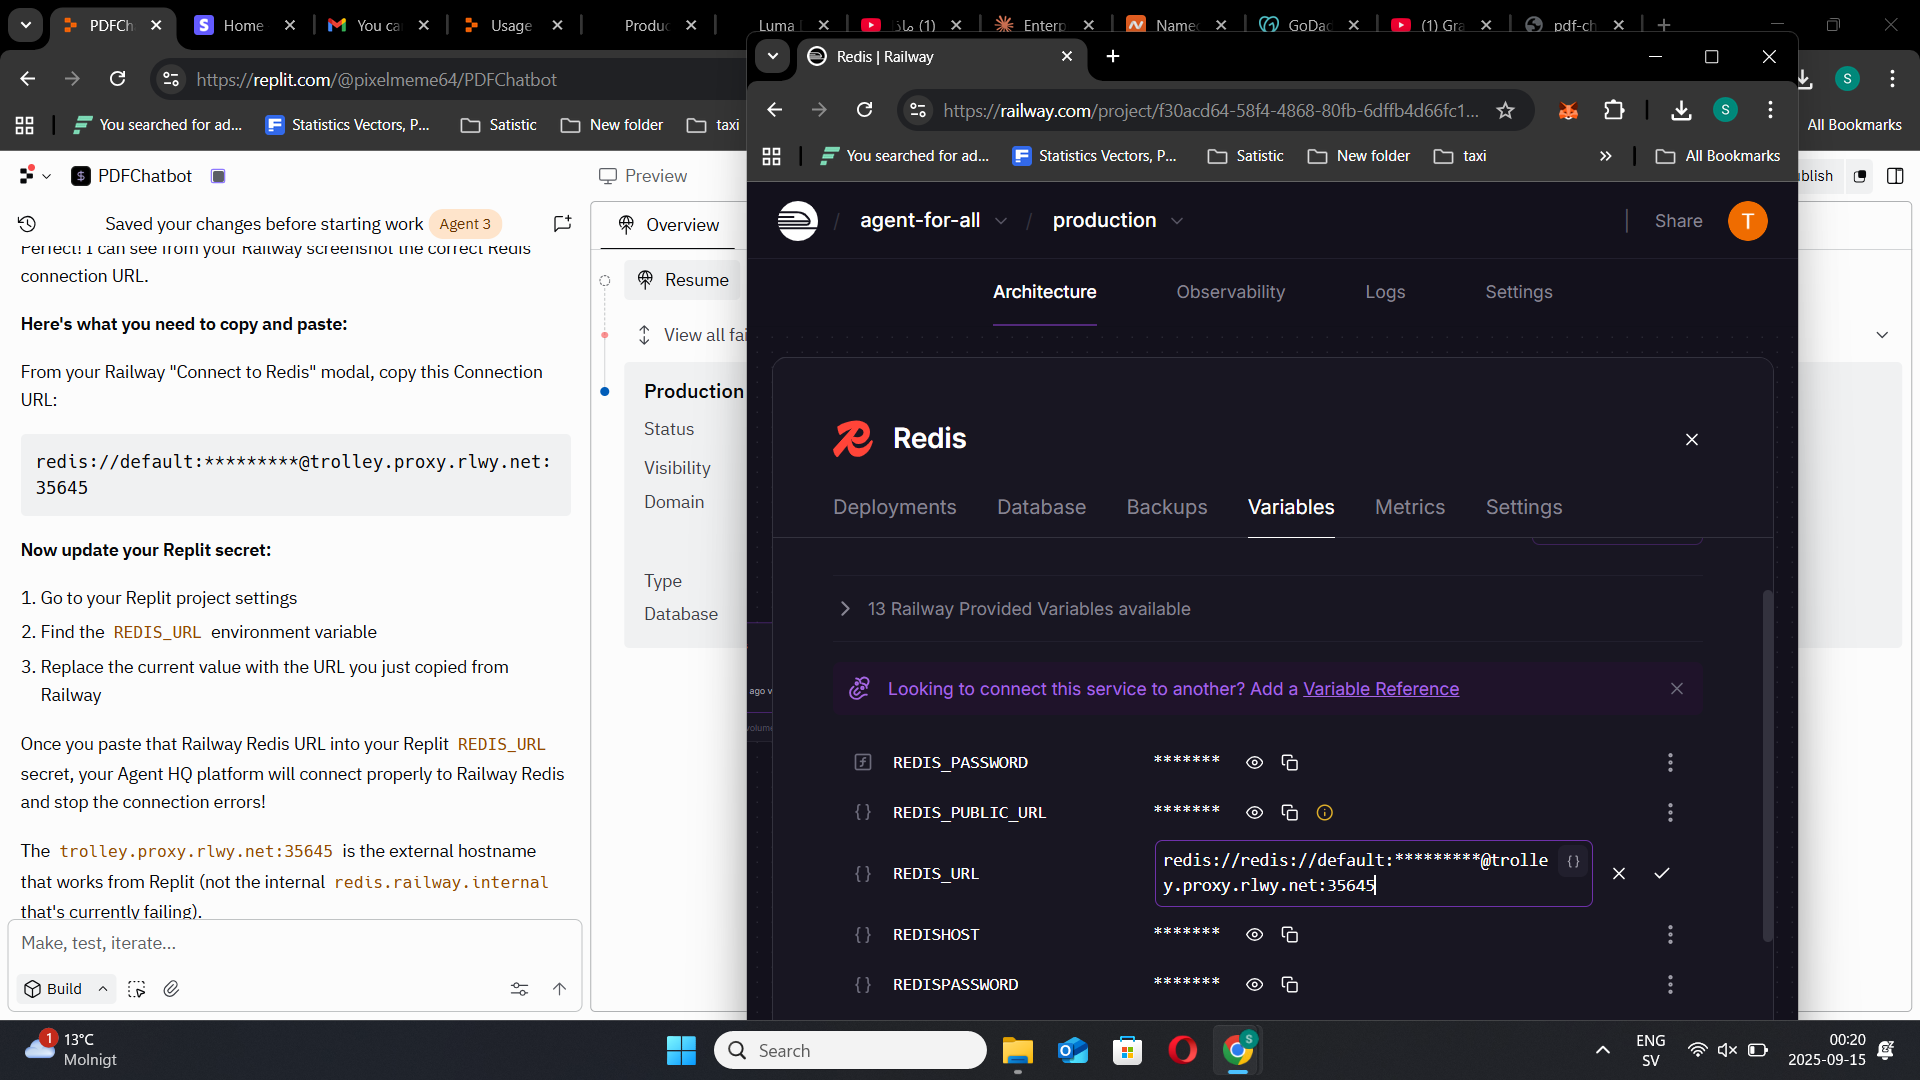 PDFCh
Home
You ca
Usage
Produc
Luma
(1)
Enterp
Namec
GoDac
(1) Gra
pdf-ch
https://replit.com/@pixelmeme64/PDFChatbot
You searched for ad...
Statistics Vectors, P...
Satistic
New folder
taxi
All Bookmarks
S
PDFChatbot
Preview
blish
Saved your changes before starting work
Agent 3
Perfect! I can see from your Railway screenshot the correct Redis
connection URL.
Here's what you need to copy and paste:
From your Railway "Connect to Redis" modal, copy this Connection
URL:
redis://default:*********@trolley.proxy.rlwy.net:
35645
Now update your Replit secret:
1. Go to your Replit project settings
2. Find the REDIS_URL environment variable
3. Replace the current value with the URL you just copied from
Railway
Once you paste that Railway Redis URL into your Replit REDIS_URL
secret, your Agent HQ platform will connect properly to Railway Redis
and stop the connection errors!
The trolley.proxy.rlwy.net:35645 is the external hostname
that works from Replit (not the internal redis.railway.internal
that's currently failing).
Make, test, iterate...
Build
Overview
Resume
View all fai
Production
Status
Visibility
Domain
Type
Database
Redis | Railway
https://railway.com/project/f30acd64-58f4-4868-80fb-6dffb4d66fc1...
S
You searched for ad...
Statistics Vectors, P...
Satistic
New folder
taxi
All Bookmarks
/ agent-for-all / production
Share
T
Architecture
Observability
Logs
Settings
ago v
volume
Redis
Deployments
Database
Backups
Variables
Metrics
Settings
13 Railway Provided Variables available
Looking to connect this service to another? Add a Variable Reference
REDIS_PASSWORD *******
{} REDIS_PUBLIC_URL *******
{} REDIS_URL
redis://redis://default:*********@trolle
y.proxy.rlwy.net:35645
{}
{} REDISHOST *******
{} REDISPASSWORD *******
1
13°C
Molnigt
Search
S
ENG
SV
00:20
2025-09-15